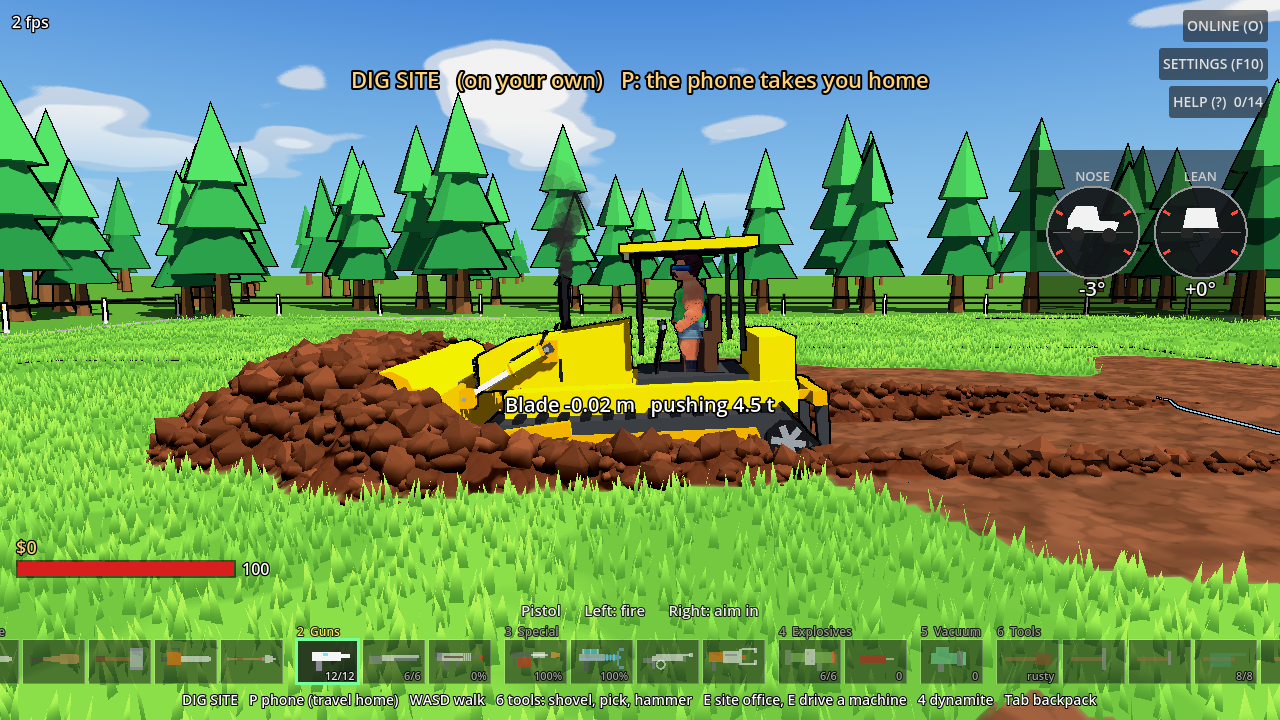 2 fps
ONLINE (O)
SETTINGS (F10)
HELP (?) 0/14
DIG SITE (on your own) P: the phone takes you home
NOSE LEAN
-3° +0°
Blade -0.02 m pushing 4.5 t
$0
100
Pistol Left: fire Right: aim in
2 Guns 3 Special 4 Explosives 5 Vacuum 6 Tools
12/12 6/6 0% 100% 100% 6/6 0 0 rusty 8/8
DIG SITE P phone (travel home) WASD walk 6 tools: shovel, pick, hammer E site office, E drive a machine 4 dynamite Tab backpack